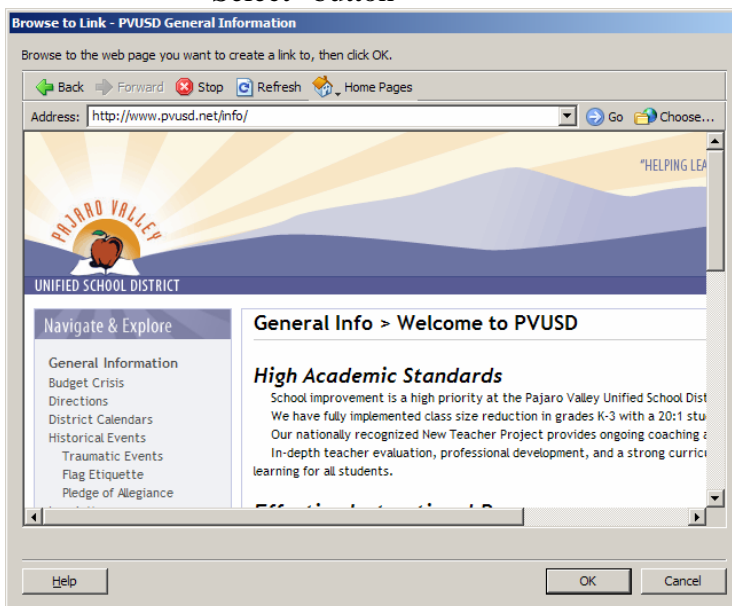 Select" button
Browse to Link - PVUSD General Information
Browse to the web page you want to create a link to, then click OK.
Back Forward Stop Refresh Home Pages
Address: http://www.pvusd.net/info/ Go Choose...
"HELPING LEA
PAJARO VALLEY
UNIFIED SCHOOL DISTRICT
Navigate & Explore
General Information
Budget Crisis
Directions
District Calendars
Historical Events
Traumatic Events
Flag Etiquette
Pledge of Allegiance
General Info > Welcome to PVUSD
High Academic Standards
School improvement is a high priority at the Pajaro Valley Unified School Dist
We have fully implemented class size reduction in grades K-3 with a 20:1 stu
Our nationally recognized New Teacher Project provides ongoing coaching a
In-depth teacher evaluation, professional development, and a strong curricu
learning for all students.
Help OK Cancel